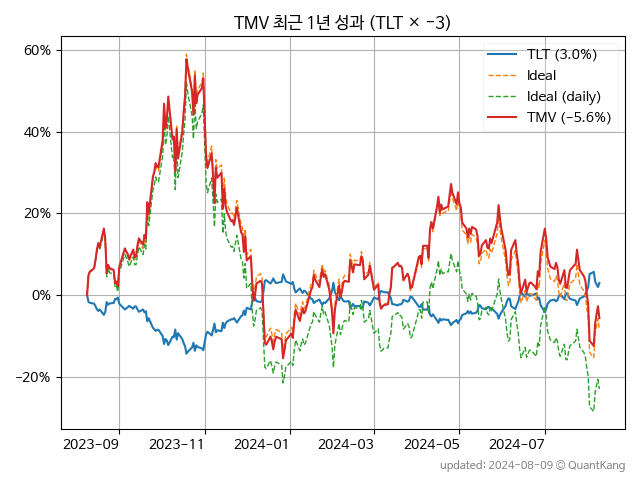 TMV 최근 1년 성과 (TLT × −3)
TLT (3.0%)
Ideal
Ideal (daily)
TMV (−5.6%)
60%
40%
20%
0%
−20%
2023-09 2023-11 2024-01 2024-03 2024-05 2024-07
updated: 2024-08-09 © QuantKang